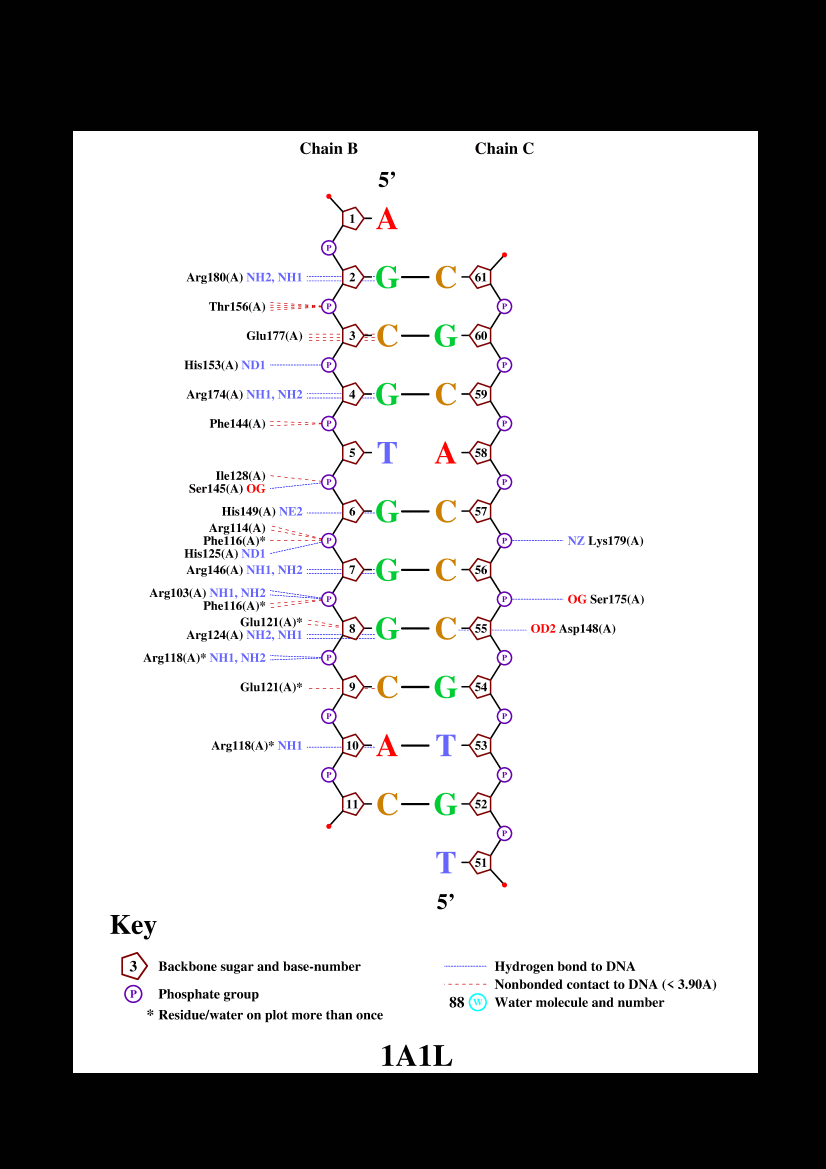 Chain B Chain C
5’
1 A
P
Arg180(A) NH2, NH1 2 G C 61
Thr156(A) P P
Glu177(A) 3 C G 60
His153(A) ND1 P P
Arg174(A) NH1, NH2 4 G C 59
Phe144(A) P P
5 T A 58
Ile128(A)
P P
Ser145(A) OG
His149(A) NE2 6 G C 57
Arg114(A)
Phe116(A)* P P NZ Lys179(A)
His125(A) ND1
Arg146(A) NH1, NH2 7 G C 56
Arg103(A) NH1, NH2
P P OG Ser175(A)
Phe116(A)*
Glu121(A)*
8 G C 55 OD2 Asp148(A)
Arg124(A) NH2, NH1
Arg118(A)* NH1, NH2 P P
Glu121(A)* 9 C G 54
P P
Arg118(A)* NH1 10 A T 53
P P
11 C G 52
P
T 51
5’
Key
3 Backbone sugar and base-number
P Phosphate group
* Residue/water on plot more than once
Hydrogen bond to DNA
Nonbonded contact to DNA (< 3.90A)
88 W Water molecule and number
1A1L